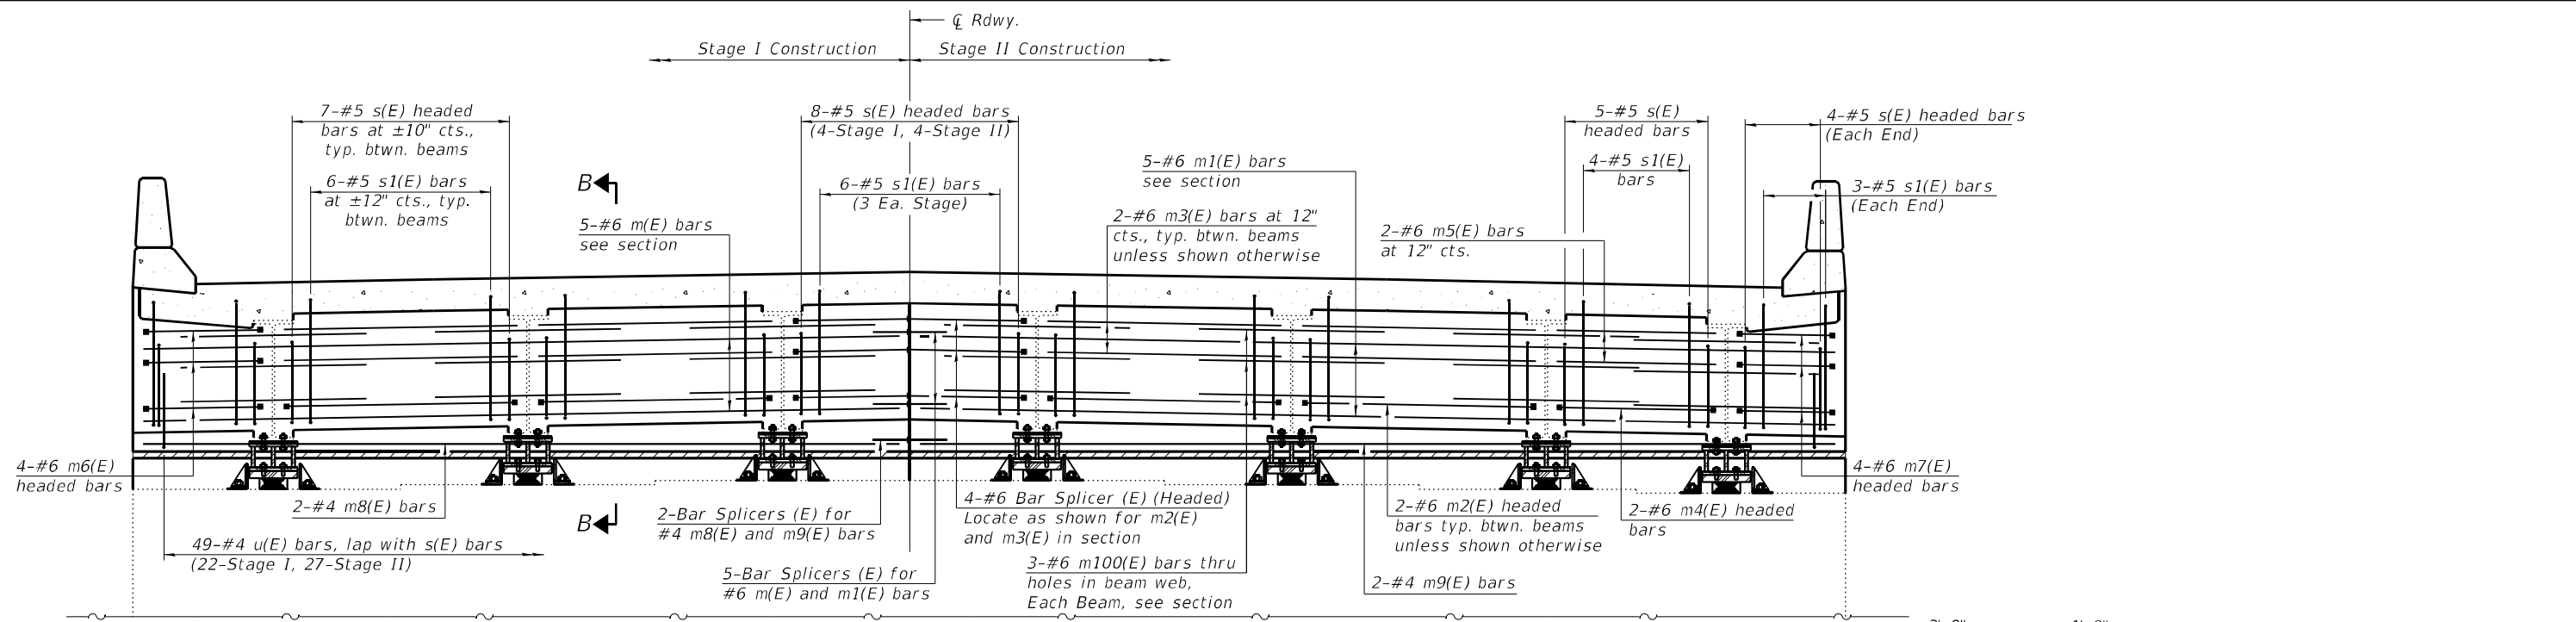 ℄ Rdwy.
Stage I Construction
Stage II Construction
7-#5 s(E) headed
bars at ±10" cts.,
typ. btwn. beams
8-#5 s(E) headed bars
(4-Stage I, 4-Stage II)
5-#5 s(E)
headed bars
4-#5 s(E) headed bars
(Each End)
6-#5 s1(E) bars
at ±12" cts., typ.
btwn. beams
B
6-#5 s1(E) bars
(3 Ea. Stage)
5-#6 m1(E) bars
see section
4-#5 s1(E)
bars
3-#5 s1(E) bars
(Each End)
5-#6 m(E) bars
see section
2-#6 m3(E) bars at 12"
cts., typ. btwn. beams
unless shown otherwise
2-#6 m5(E) bars
at 12" cts.
4-#6 m6(E)
headed bars
4-#6 m7(E)
headed bars
2-#4 m8(E) bars
B
2-Bar Splicers (E) for
#4 m8(E) and m9(E) bars
4-#6 Bar Splicer (E) (Headed)
Locate as shown for m2(E)
and m3(E) in section
2-#6 m2(E) headed
bars typ. btwn. beams
unless shown otherwise
2-#6 m4(E) headed
bars
49-#4 u(E) bars, lap with s(E) bars
(22-Stage I, 27-Stage II)
5-Bar Splicers (E) for
#6 m(E) and m1(E) bars
3-#6 m100(E) bars thru
holes in beam web,
Each Beam, see section
2-#4 m9(E) bars